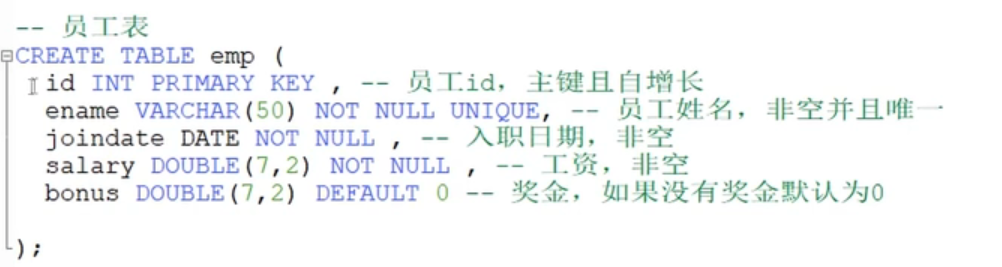 -- 员工表
CREATE TABLE emp (
id INT PRIMARY KEY , -- 员工id，主键且自增长
ename VARCHAR(50) NOT NULL UNIQUE, -- 员工姓名，非空并且唯一
joindate DATE NOT NULL , -- 入职日期，非空
salary DOUBLE(7,2) NOT NULL , -- 工资，非空
bonus DOUBLE(7,2) DEFAULT 0 -- 奖金，如果没有奖金默认为0
);